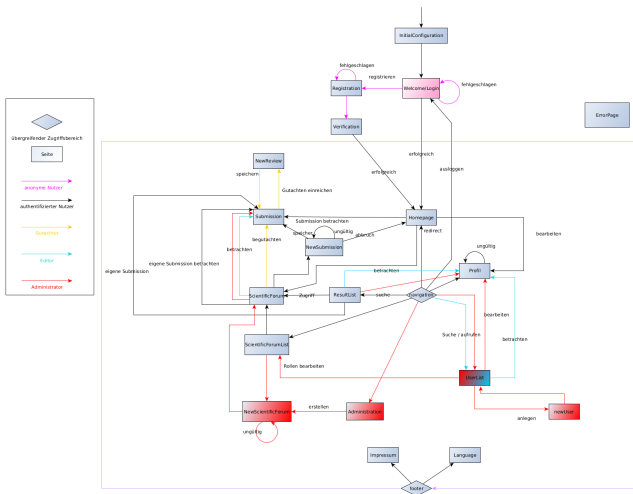 InitialConfiguration
fehlgeschlagen
registrieren
Registration
WelcomeLogin
fehlgeschlagen
ErrorPage
übergreifender Zugriffsbereich
Seite
Verification
anonyme Nutzer
authentifizierter Nutzer
Gutachter
Editor
Administrator
erfolgreich
erfolgreich
ausloggen
NewReview
speichern
Gutachten einreichen
Submission
Submission betrachten
Homepage
speichern
ungültig
abbruch
redirect
bearbeiten
begutachten
NewSubmission
betrachten
ungültig
eigene Submission betrachten
eigene Submission
betrachten
Profil
ScientificForum
Zugriff
ResultList
suche
navigation
bearbeiten
Suche / aufrufen
betrachten
ScientificForumList
Rollen bearbeiten
UserList
NewScientificForum
erstellen
Administration
newUser
anlegen
ungültig
Impressum
Language
footer